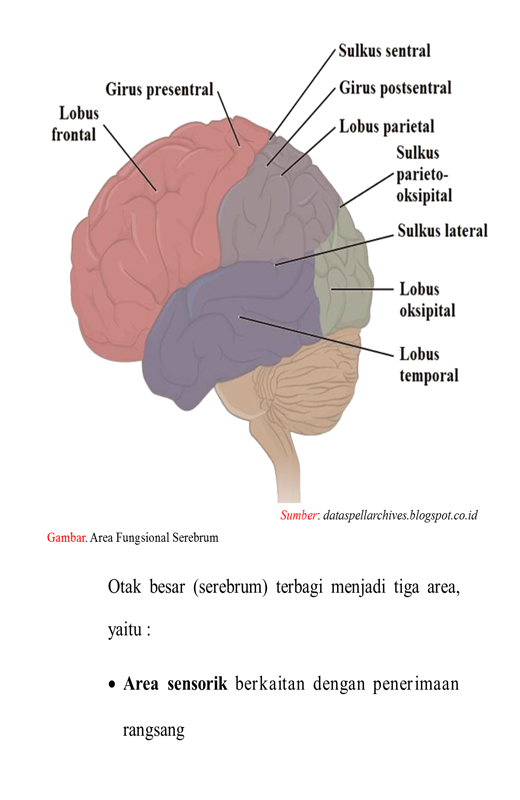 Sulkus sentral
Girus presentral
Girus postsentral
Lobus
frontal
Lobus parietal
Sulkus
parieto-
oksipital
Sulkus lateral
Lobus
oksipital
Lobus
temporal
Sumber: dataspellarchives.blogspot.co.id
Gambar. Area Fungsional Serebrum
Otak besar (serebrum) terbagi menjadi tiga area,
yaitu :
• Area sensorik berkaitan dengan penerimaan
rangsang